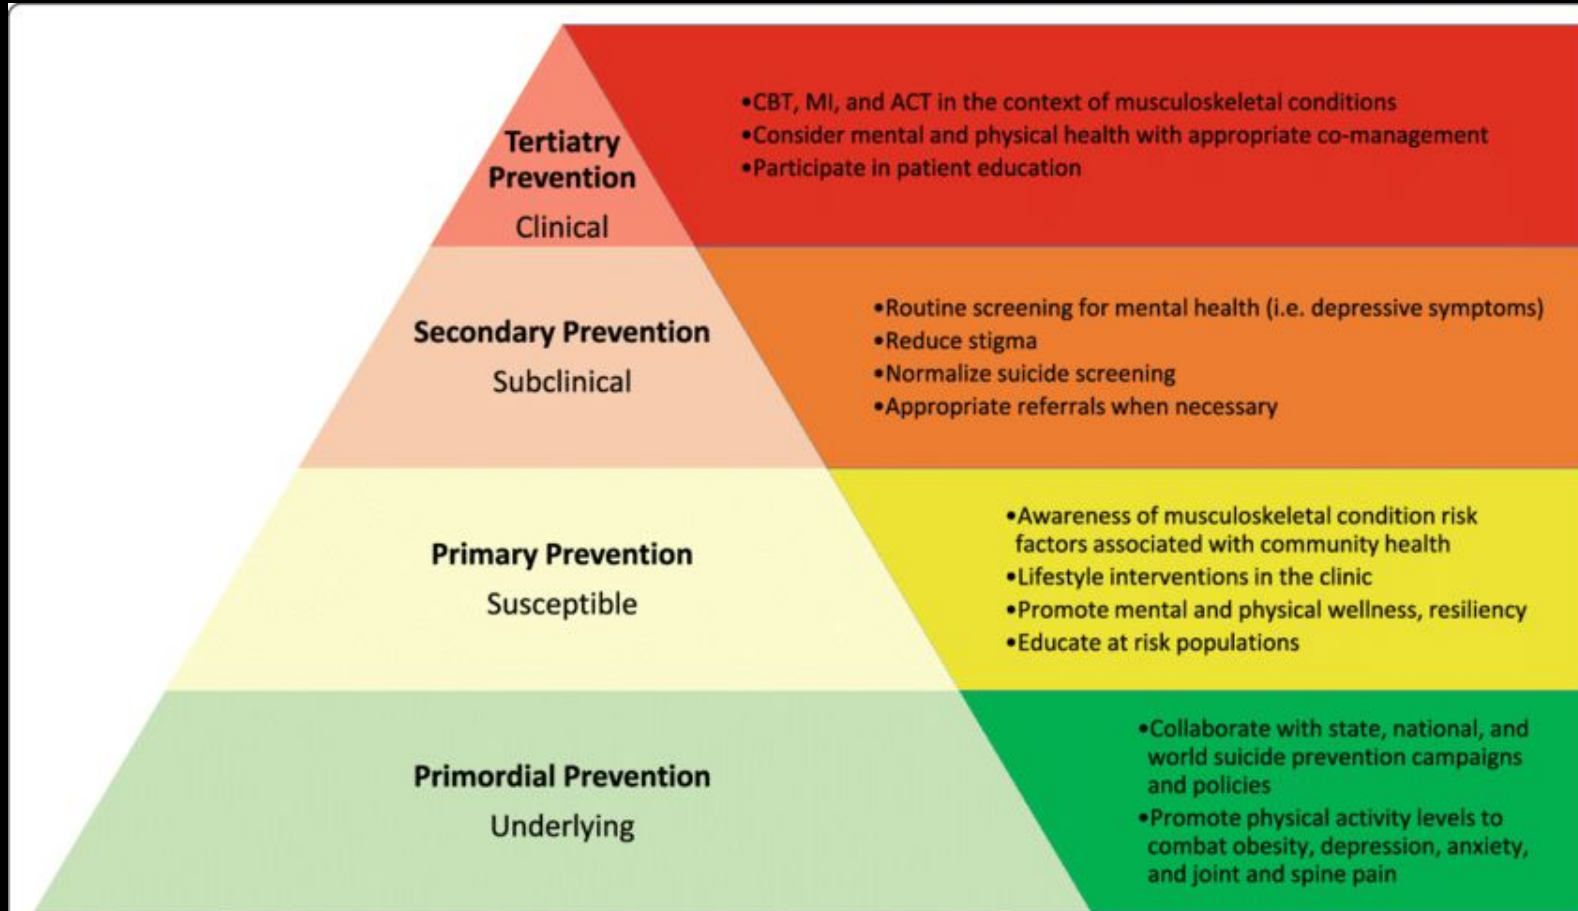 Tertiatry
Prevention
Clinical
•CBT, MI, and ACT in the context of musculoskeletal conditions
•Consider mental and physical health with appropriate co-management
•Participate in patient education
Secondary Prevention
Subclinical
•Routine screening for mental health (i.e. depressive symptoms)
•Reduce stigma
•Normalize suicide screening
•Appropriate referrals when necessary
Primary Prevention
Susceptible
•Awareness of musculoskeletal condition risk
factors associated with community health
•Lifestyle interventions in the clinic
•Promote mental and physical wellness, resiliency
•Educate at risk populations
Primordial Prevention
Underlying
•Collaborate with state, national, and
world suicide prevention campaigns
and policies
•Promote physical activity levels to
combat obesity, depression, anxiety,
and joint and spine pain